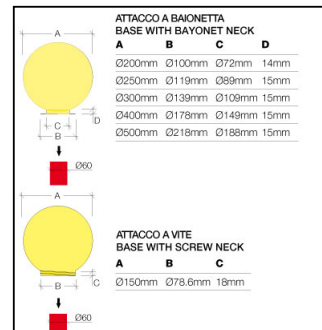 ATTACCO A BAIONETTA
BASE WITH BAYONET NECK
A B C D
Ø200mm Ø100mm Ø72mm 14mm
Ø250mm Ø119mm Ø89mm 15mm
Ø300mm Ø139mm Ø109mm 15mm
Ø400mm Ø178mm Ø149mm 15mm
Ø500mm Ø218mm Ø188mm 15mm
A
D
C
B
Ø60
ATTACCO A VITE
BASE WITH SCREW NECK
A B C
Ø150mm Ø78.6mm 18mm
A
C
B
Ø60